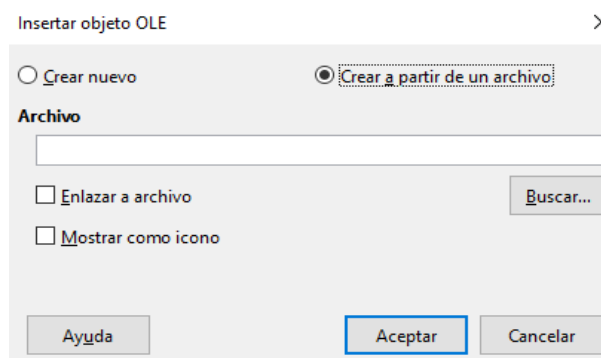 Insertar objeto OLE
Crear nuevo
Crear a partir de un archivo
Archivo
Enlazar a archivo
Buscar...
Mostrar como icono
Ayuda
Aceptar
Cancelar